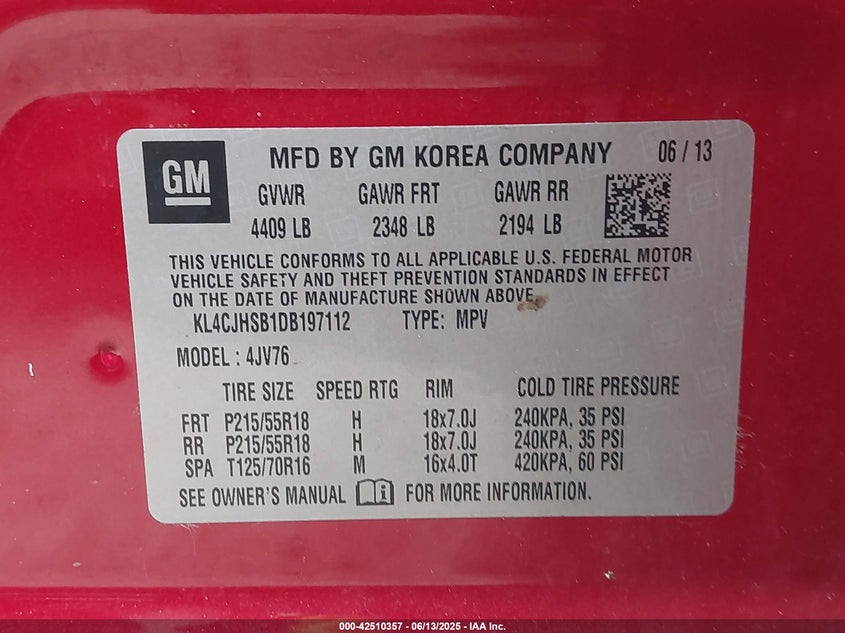 GM
MFD BY GM KOREA COMPANY 06 / 13
GVWR GAWR FRT GAWR RR
4409 LB 2348 LB 2194 LB
THIS VEHICLE CONFORMS TO ALL APPLICABLE U.S. FEDERAL MOTOR
VEHICLE SAFETY AND THEFT PREVENTION STANDARDS IN EFFECT
ON THE DATE OF MANUFACTURE SHOWN ABOVE.
KL4CJHSB1DB197112 TYPE: MPV
MODEL : 4JV76
TIRE SIZE SPEED RTG RIM COLD TIRE PRESSURE
FRT P215/55R18 H 18x7.0J 240KPA, 35 PSI
RR P215/55R18 H 18x7.0J 240KPA, 35 PSI
SPA T125/70R16 M 16x4.0T 420KPA, 60 PSI
SEE OWNER'S MANUAL FOR MORE INFORMATION.
000-42510357 - 06/13/2025 - IAA Inc.